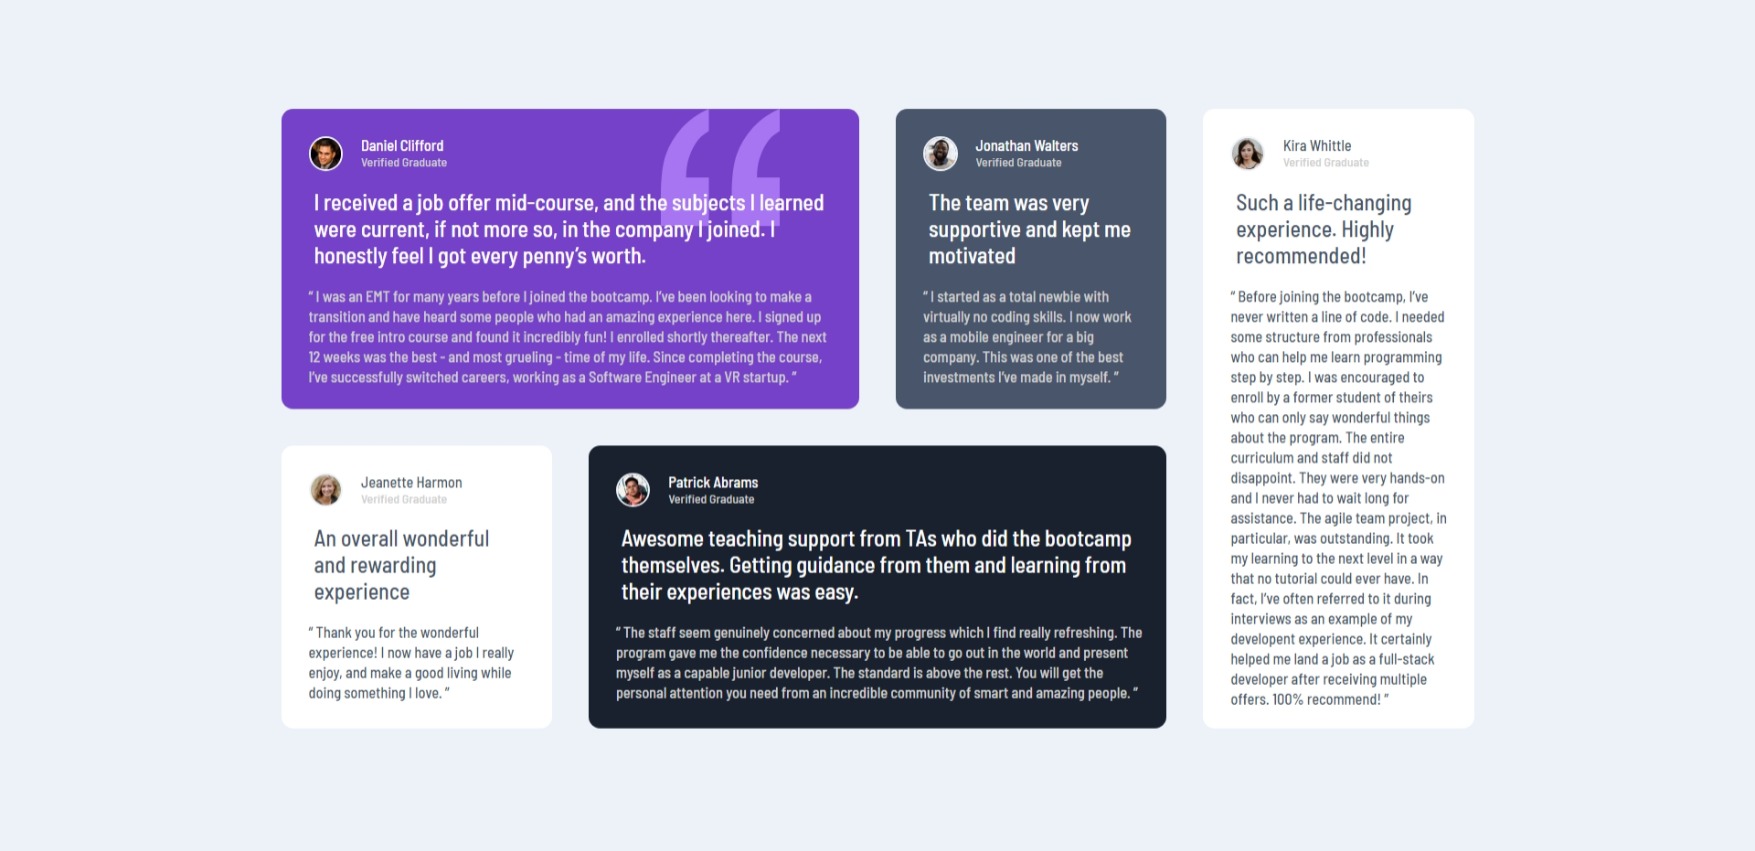 Daniel Clifford
Verified Graduate
I received a job offer mid-course, and the subjects I learned
were current, if not more so, in the company I joined. I
honestly feel I got every penny’s worth.
“ I was an EMT for many years before I joined the bootcamp. I’ve been looking to make a
transition and have heard some people who had an amazing experience here. I signed up
for the free intro course and found it incredibly fun! I enrolled shortly thereafter. The next
12 weeks was the best - and most grueling - time of my life. Since completing the course,
I’ve successfully switched careers, working as a Software Engineer at a VR startup. ”
Jonathan Walters
Verified Graduate
The team was very
supportive and kept me
motivated
“ I started as a total newbie with
virtually no coding skills. I now work
as a mobile engineer for a big
company. This was one of the best
investments I’ve made in myself. ”
Kira Whittle
Verified Graduate
Such a life-changing
experience. Highly
recommended!
“ Before joining the bootcamp, I’ve
never written a line of code. I needed
some structure from professionals
who can help me learn programming
step by step. I was encouraged to
enroll by a former student of theirs
who can only say wonderful things
about the program. The entire
curriculum and staff did not
disappoint. They were very hands-on
and I never had to wait long for
assistance. The agile team project, in
particular, was outstanding. It took
my learning to the next level in a way
that no tutorial could ever have. In
fact, I’ve often referred to it during
interviews as an example of my
developent experience. It certainly
helped me land a job as a full-stack
developer after receiving multiple
offers. 100% recommend! ”
Jeanette Harmon
Verified Graduate
An overall wonderful
and rewarding
experience
“ Thank you for the wonderful
experience! I now have a job I really
enjoy, and make a good living while
doing something I love. ”
Patrick Abrams
Verified Graduate
Awesome teaching support from TAs who did the bootcamp
themselves. Getting guidance from them and learning from
their experiences was easy.
“ The staff seem genuinely concerned about my progress which I find really refreshing. The
program gave me the confidence necessary to be able to go out in the world and present
myself as a capable junior developer. The standard is above the rest. You will get the
personal attention you need from an incredible community of smart and amazing people. ”